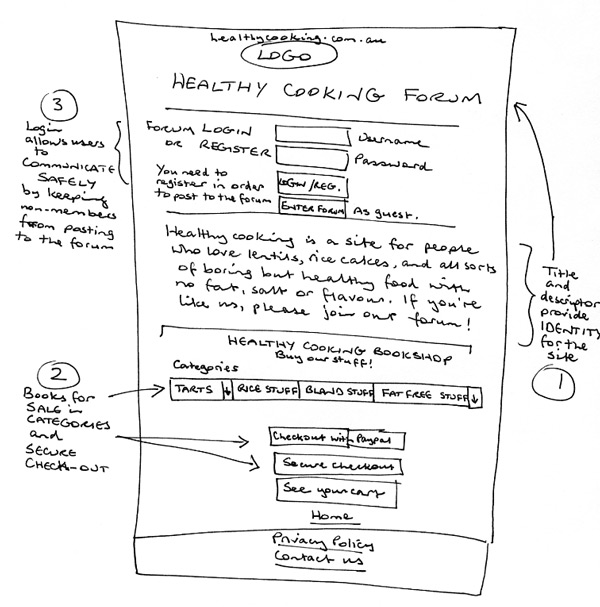 healthycooking.com.au
LOGO
HEALTHY COOKING FORUM
FORUM LOGIN
OR REGISTER
Username
Password
You need to
register in order
to post to the forum
LOGIN/REG.
ENTER FORUM
As guest.
Healthy cooking is a site for people
who love lentils, rice cakes, and all sorts
of boring but healthy food with
no fat, salt or flavour. If you're
like us, please join our forum!
HEALTHY COOKING BOOKSHOP
Buy our stuff!
Categories
TARTS
RICE STUFF
BLAND STUFF
FAT FREE STUFF
Checkout with Paypal
Secure checkout
See your cart
Home
Privacy Policy
Contact us
3
Login
allows users
to
COMMUNICATE
SAFELY
by keeping
non-members
from posting
to the forum
2
Books for
SALE in
CATEGORIES
and
SECURE
CHECK-OUT
Title
and
descriptor
provide
IDENTITY
for the
site
1